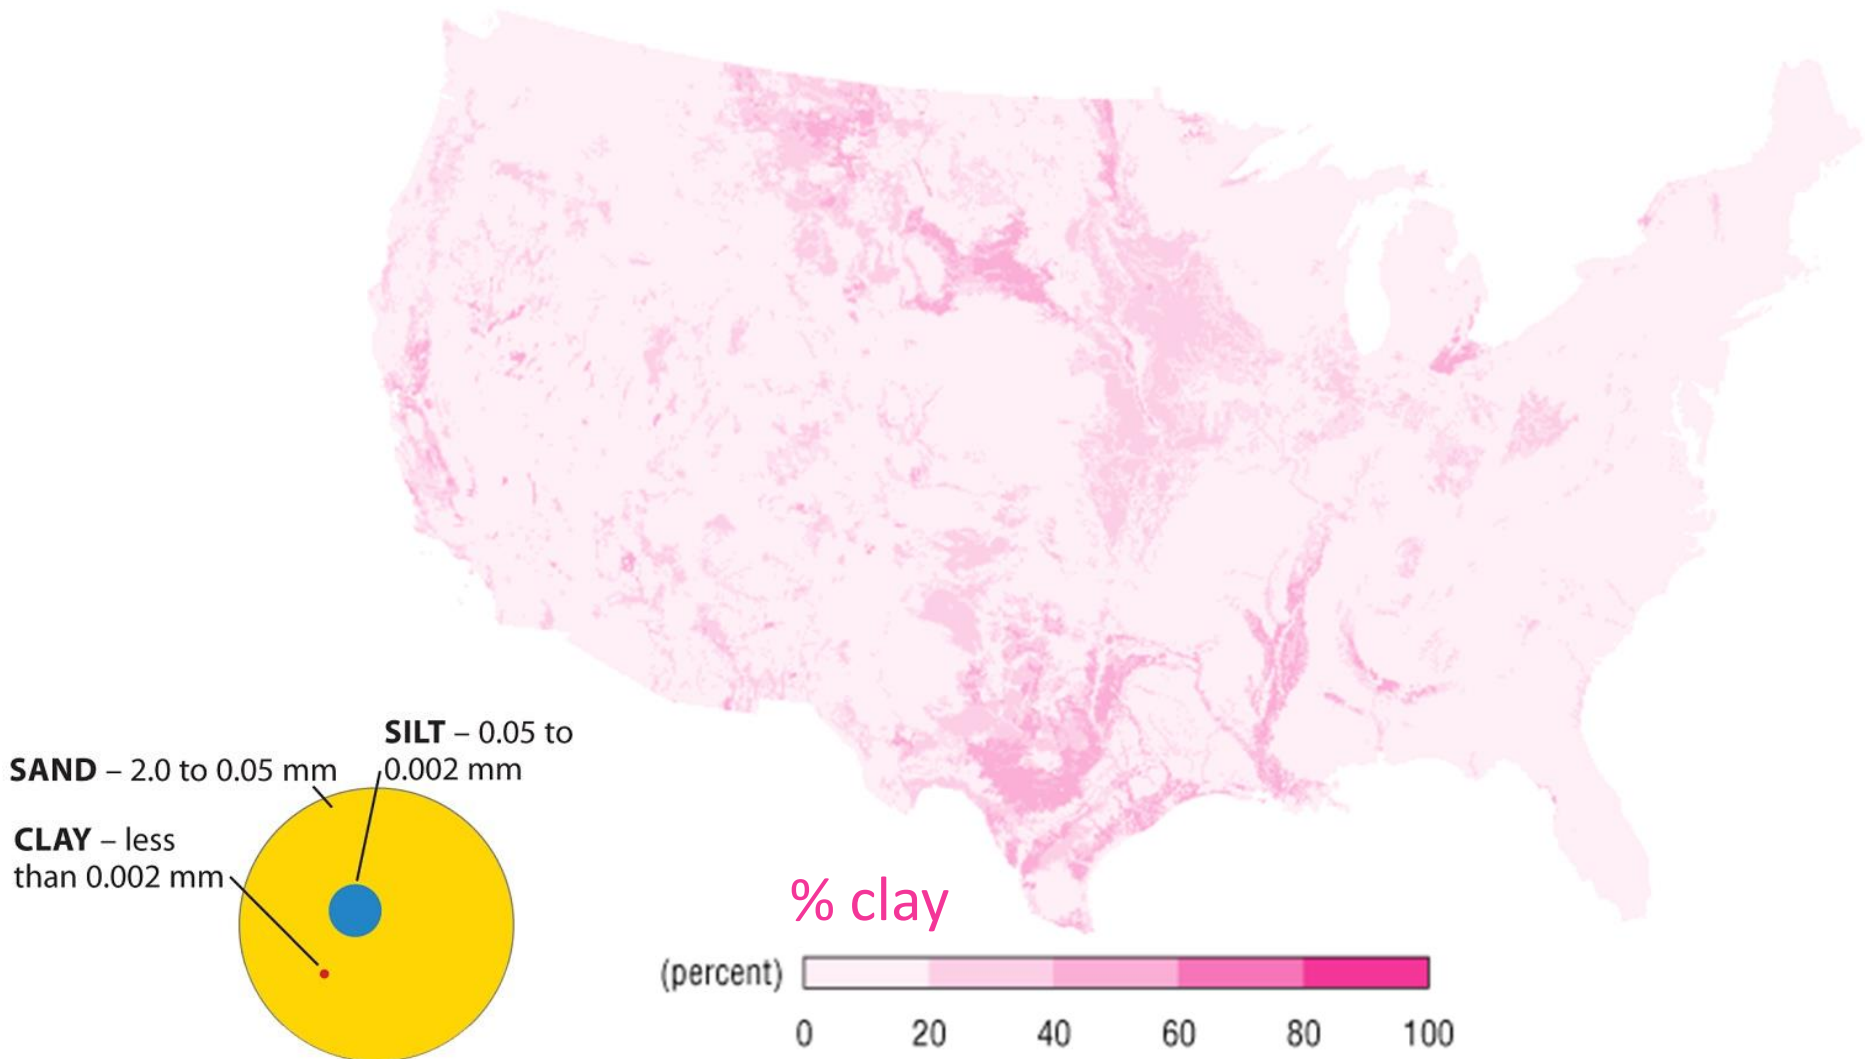 SILT – 0.05 to
0.002 mm
SAND – 2.0 to 0.05 mm
CLAY – less
than 0.002 mm
% clay
(percent)
0 20 40 60 80 100